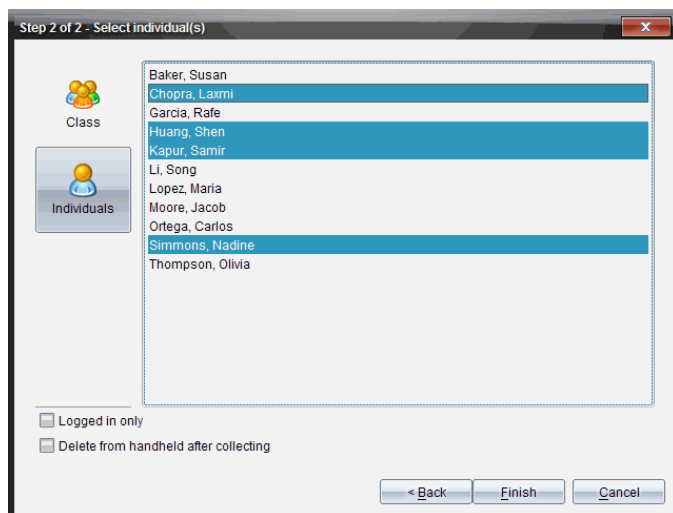 Step 2 of 2 - Select individual(s)
Class
Individuals
Baker, Susan
Chopra, Laxmi
Garcia, Rafe
Huang, Shen
Kapur, Samir
Li, Song
Lopez, Maria
Moore, Jacob
Ortega, Carlos
Simmons, Nadine
Thompson, Olivia
Logged in only
Delete from handheld after collecting
< Back Finish Cancel